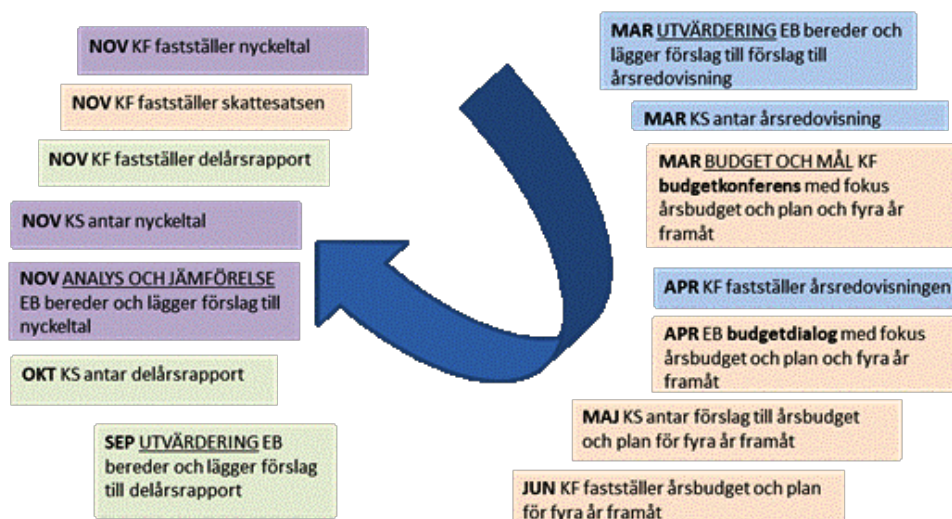 NOV KF fastställer nyckeltal
NOV KF fastställer skattesatsen
NOV KF fastställer delårsrapport
NOV KS antar nyckeltal
NOV ANALYS OCH JÄMFÖRELSE
EB bereder och lägger förslag till
nyckeltal
OKT KS antar delårsrapport
SEP UTVÄRDERING EB
bereder och lägger förslag
till delårsrapport
MAR UTVÄRDERING EB bereder och
lägger förslag till förslag till
årsredovisning
MAR KS antar årsredovisning
MAR BUDGET OCH MÅL KF
budgetkonferens med fokus
årsbudget och plan och fyra år
framåt
APR KF fastställer årsredovisningen
APR EB budgetdialog med fokus
årsbudget och plan och fyra år
framåt
MAJ KS antar förslag till årsbudget
och plan för fyra år framåt
JUN KF fastställer årsbudget och plan
för fyra år framåt